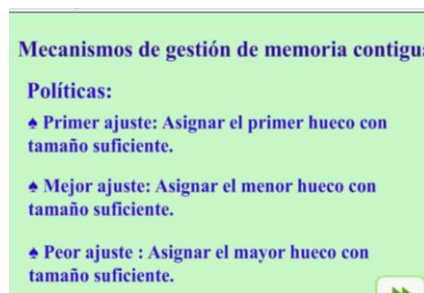 Mecanismos de gestión de memoria contigu
Políticas:
♠ Primer ajuste: Asignar el primer hueco con
tamaño suficiente.
♠ Mejor ajuste: Asignar el menor hueco con
tamaño suficiente.
♠ Peor ajuste : Asignar el mayor hueco con
tamaño suficiente.